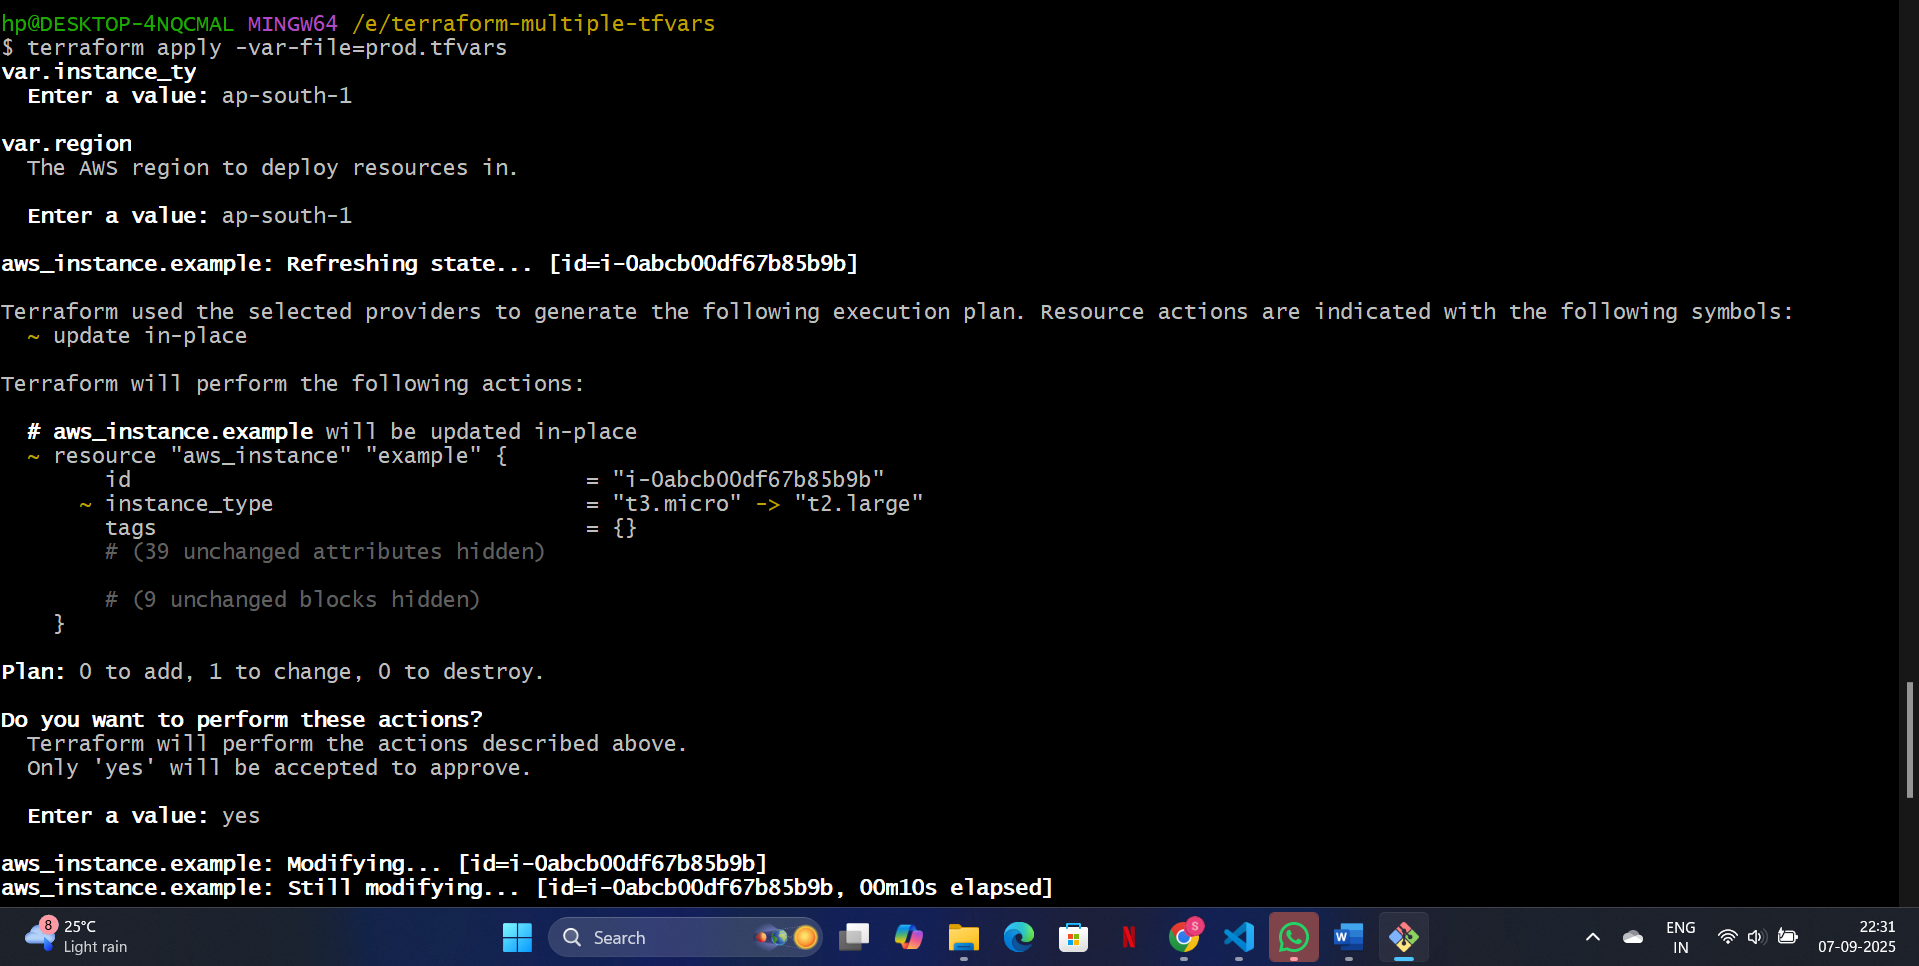 hp@DESKTOP-4NQCMAL MINGW64 /e/terraform-multiple-tfvars
$ terraform apply -var-file=prod.tfvars
var.instance_ty
  Enter a value: ap-south-1

var.region
  The AWS region to deploy resources in.

  Enter a value: ap-south-1

aws_instance.example: Refreshing state... [id=i-0abcb00df67b85b9b]

Terraform used the selected providers to generate the following execution plan. Resource actions are indicated with the following symbols:
  ~ update in-place

Terraform will perform the following actions:

  # aws_instance.example will be updated in-place
  ~ resource "aws_instance" "example" {
        id                                   = "i-0abcb00df67b85b9b"
      ~ instance_type                        = "t3.micro" -> "t2.large"
        tags                                 = {}
        # (39 unchanged attributes hidden)

        # (9 unchanged blocks hidden)
    }

Plan: 0 to add, 1 to change, 0 to destroy.

Do you want to perform these actions?
  Terraform will perform the actions described above.
  Only 'yes' will be accepted to approve.

  Enter a value: yes

aws_instance.example: Modifying... [id=i-0abcb00df67b85b9b]
aws_instance.example: Still modifying... [id=i-0abcb00df67b85b9b, 00m10s elapsed]
8
25°C
Light rain
Search
N
S
W
ENG
IN
22:31
07-09-2025